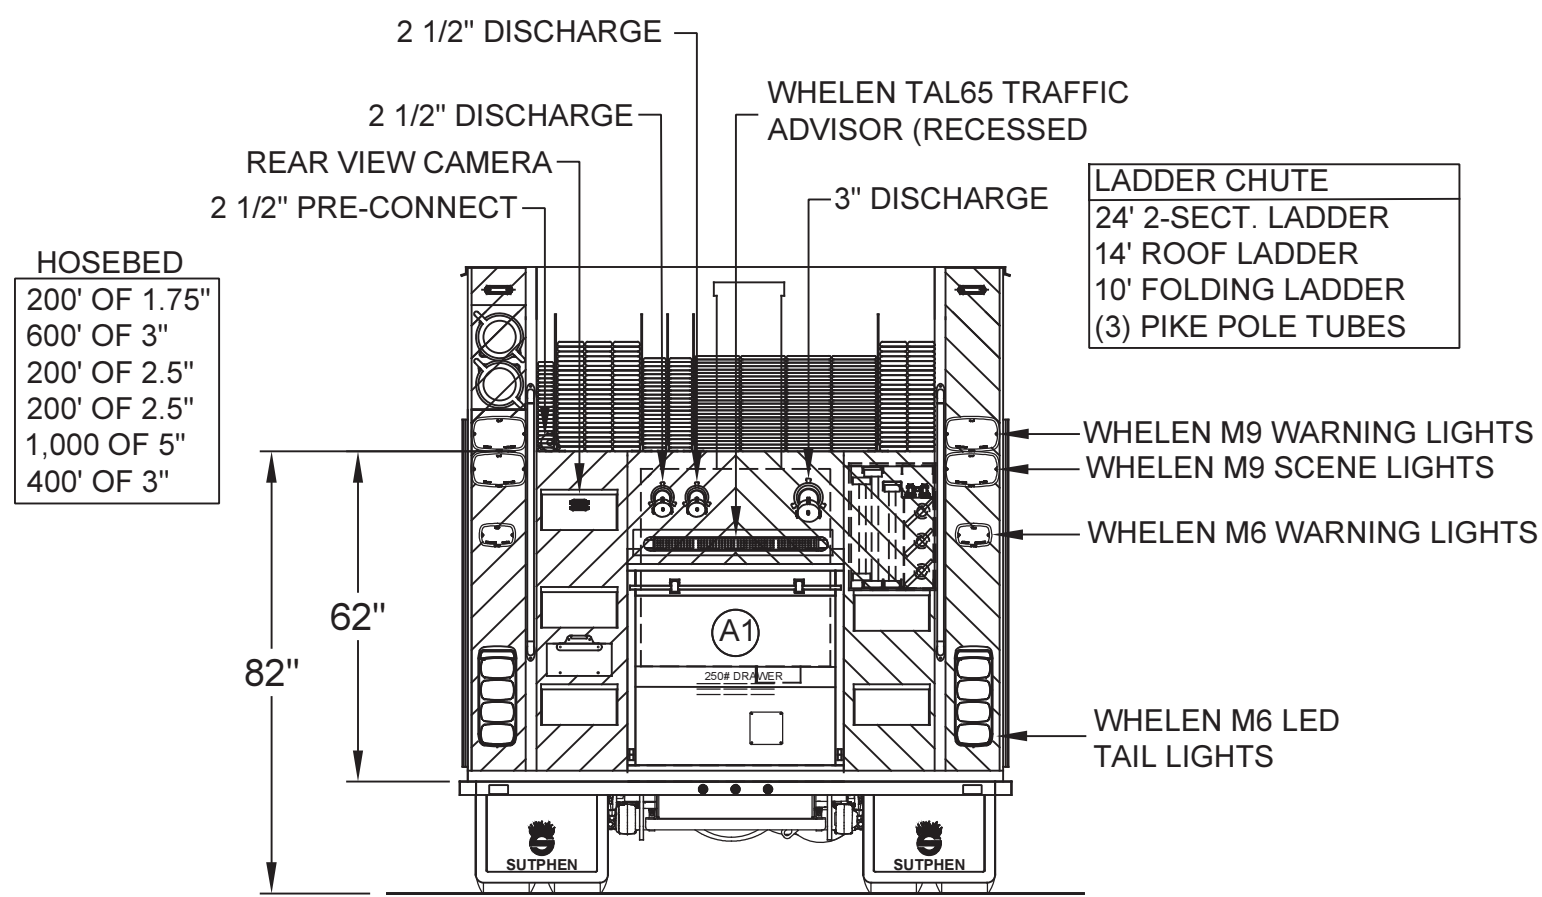 2 1/2" DISCHARGE
2 1/2" DISCHARGE
WHELEN TAL65 TRAFFIC
ADVISOR (RECESSED
REAR VIEW CAMERA
2 1/2" PRE-CONNECT
3" DISCHARGE
LADDER CHUTE
24' 2-SECT. LADDER
14' ROOF LADDER
10' FOLDING LADDER
(3) PIKE POLE TUBES
HOSEBED
200' OF 1.75"
600' OF 3"
200' OF 2.5"
200' OF 2.5"
1,000 OF 5"
400' OF 3"
WHELEN M9 WARNING LIGHTS
WHELEN M9 SCENE LIGHTS
WHELEN M6 WARNING LIGHTS
62"
82"
A1
250# DRAWER
WHELEN M6 LED
TAIL LIGHTS
SUTPHEN
SUTPHEN